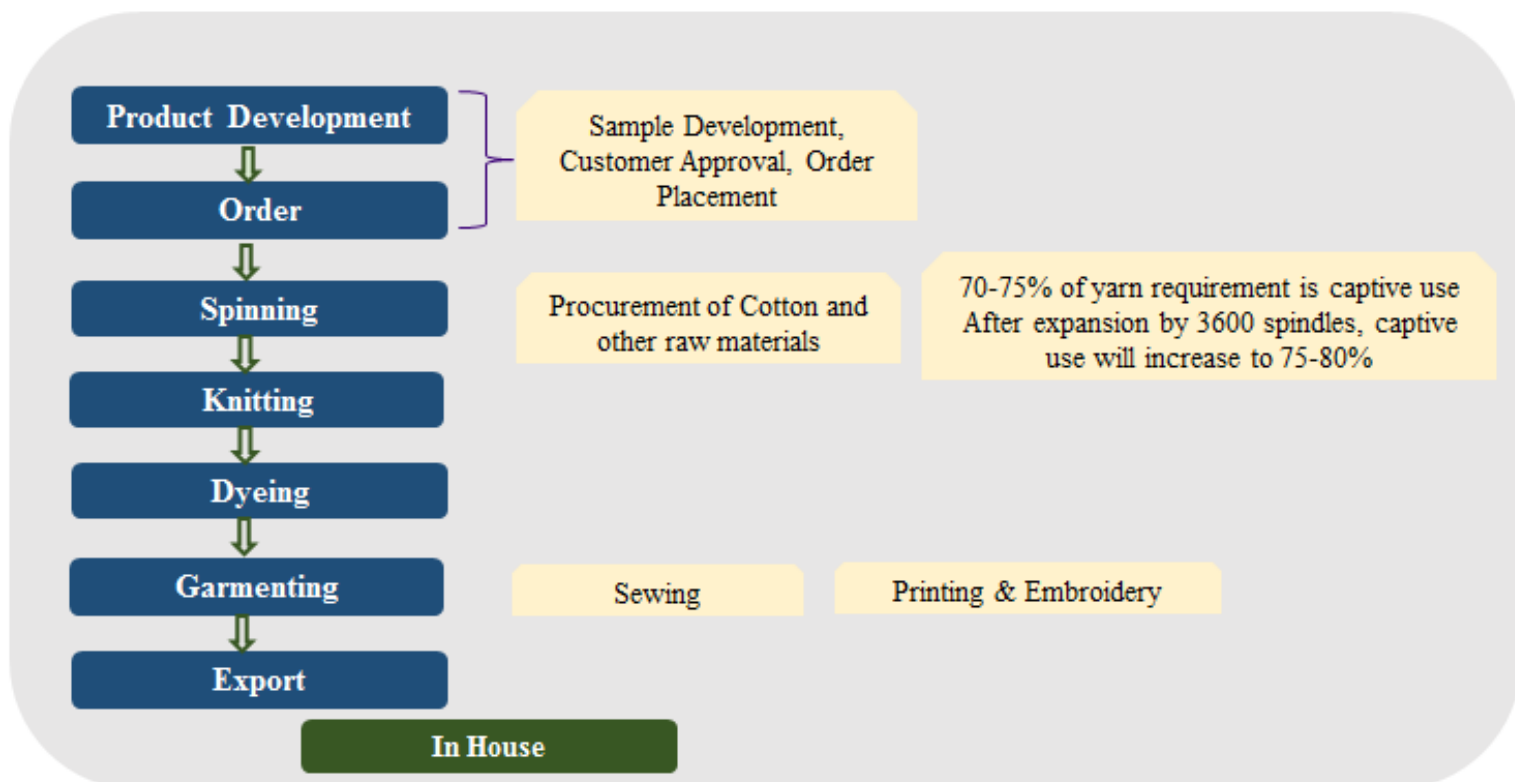 Product Development
Sample Development,
Customer Approval, Order
Placement
Order
Spinning
Procurement of Cotton and
other raw materials
70-75% of yarn requirement is captive use
After expansion by 3600 spindles, captive
use will increase to 75-80%
Knitting
Dyeing
Garmenting
Sewing
Printing & Embroidery
Export
In House